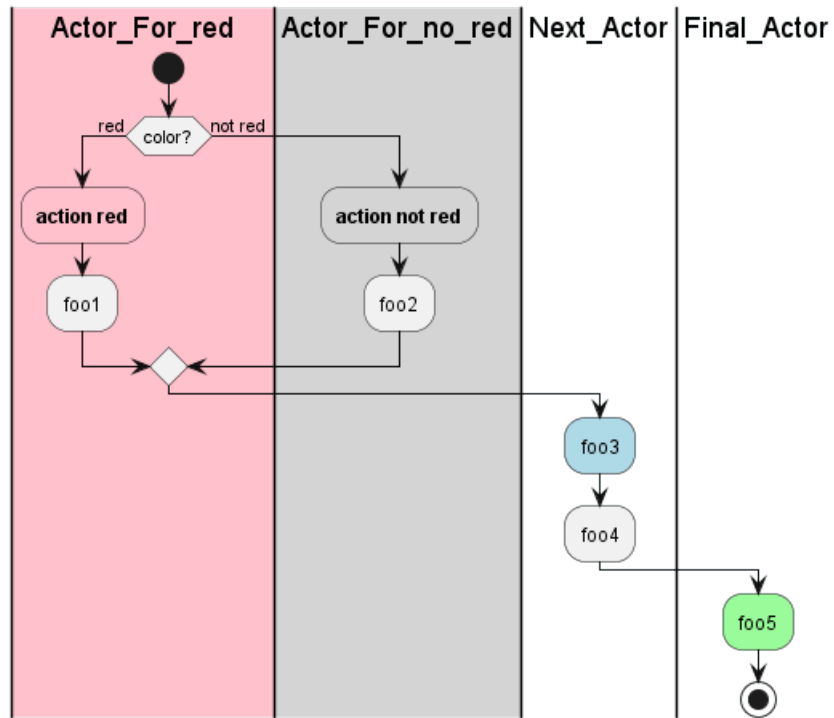 Actor_For_red Actor_For_no_red Next_Actor Final_Actor
red color? not red
action red action not red
foo1 foo2
foo3
foo4
foo5